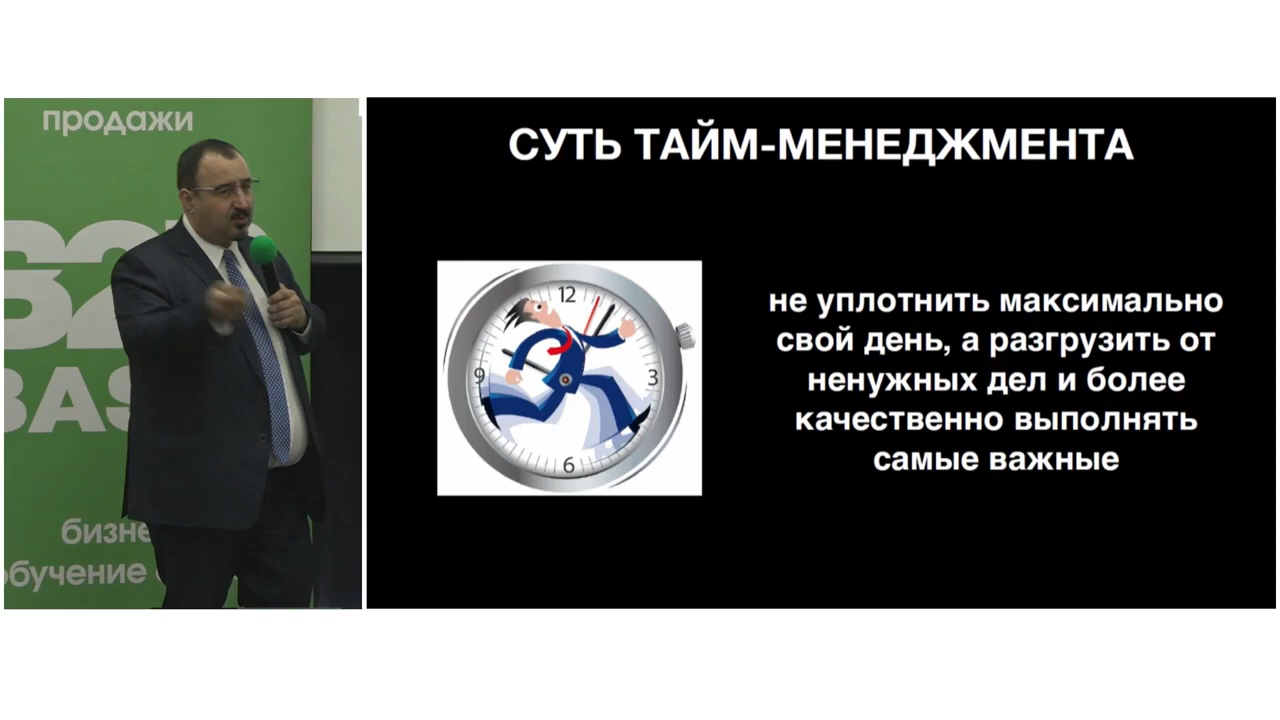 продажи
BAS
бизне
обучение
СУТЬ ТАЙМ-МЕНЕДЖМЕНТА
12
9
3
6
не уплотнить максимально
свой день, а разгрузить от
ненужных дел и более
качественно выполнять
самые важные